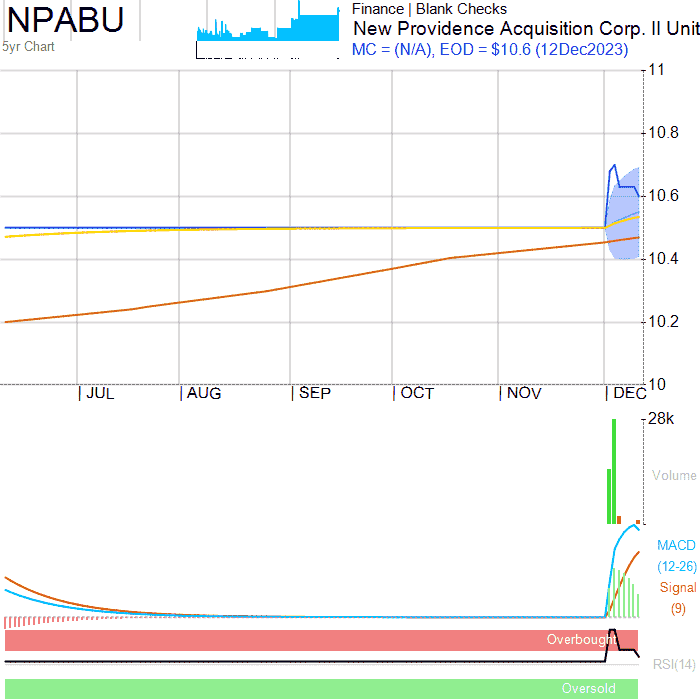 NPABU
5yr Chart
Finance | Blank Checks
New Providence Acquisition Corp. II Unit
MC = (N/A), EOD = $10.6 (12Dec2023)
11
10.8
10.6
10.4
10.2
10
| JUL | AUG | SEP | OCT | NOV | DEC
28k
Volume
MACD
(12-26)
Signal
(9)
Overbought
RSI(14)
Oversold